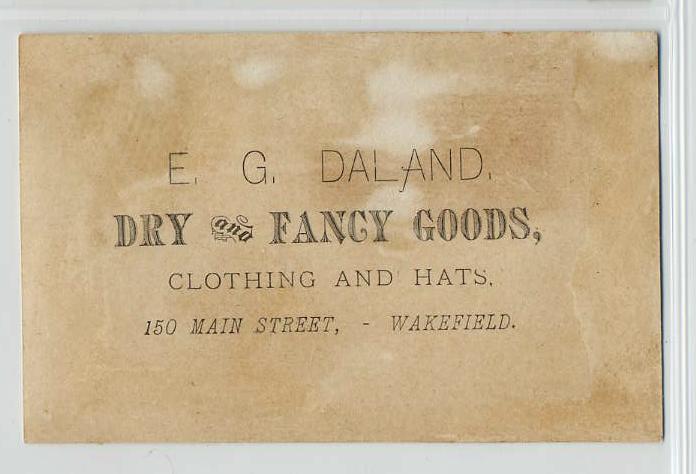 E. G. DALAND.
DRY and FANCY GOODS,
CLOTHING AND HATS.
150 MAIN STREET, - WAKEFIELD.